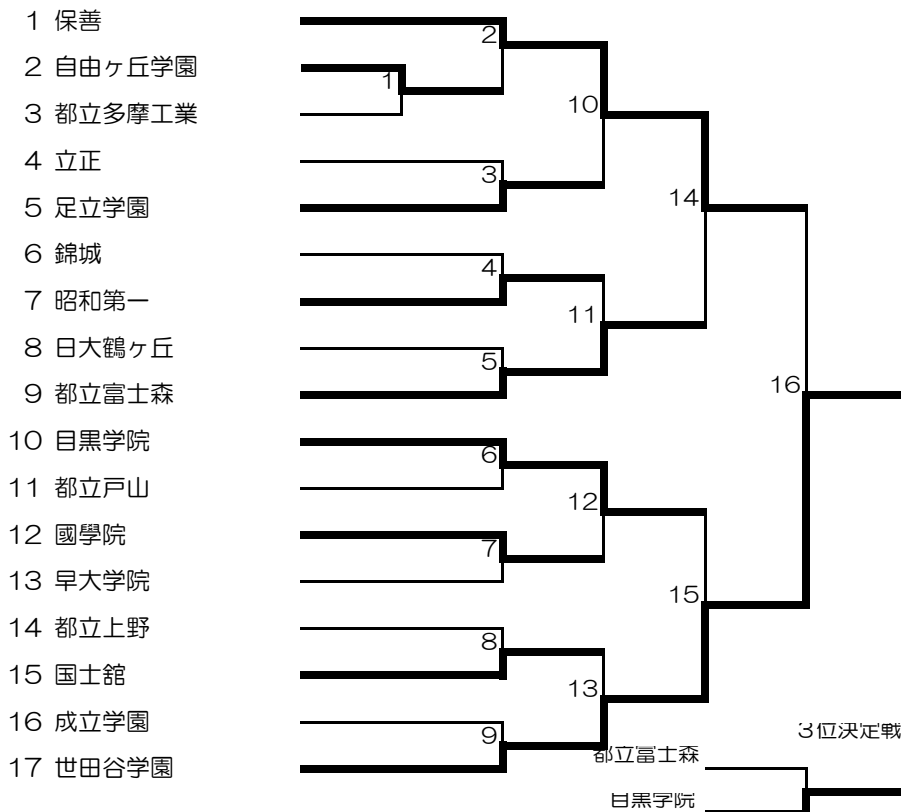 1 保善
2 自由ヶ丘学園
3 都立多摩工業
4 立正
5 足立学園
6 錦城
7 昭和第一
8 日大鶴ヶ丘
9 都立富士森
10 目黒学院
11 都立戸山
12 國學院
13 早大学院
14 都立上野
15 国士舘
16 成立学園
17 世田谷学園
1
2
3
4
5
6
7
8
9
10
11
12
13
14
15
16
3位決定戦
都立富士森
目黒学院